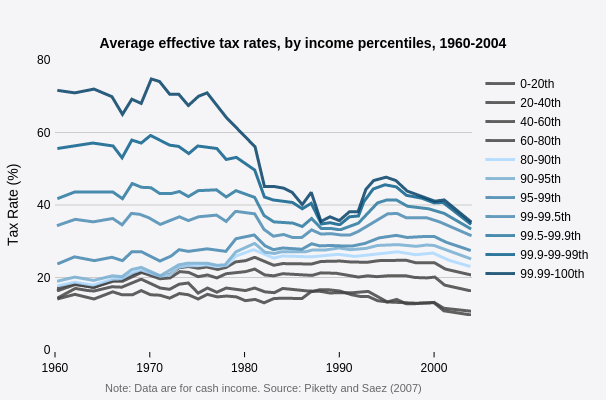 Average effective tax rates, by income percentiles, 1960-2004
80
60
40
20
0
Tax Rate (%)
1960
1970
1980
1990
2000
0-20th
20-40th
40-60th
60-80th
80-90th
90-95th
95-99th
99-99.5th
99.5-99.9th
99.9-99-99th
99.99-100th
Note: Data are for cash income. Source: Piketty and Saez (2007)